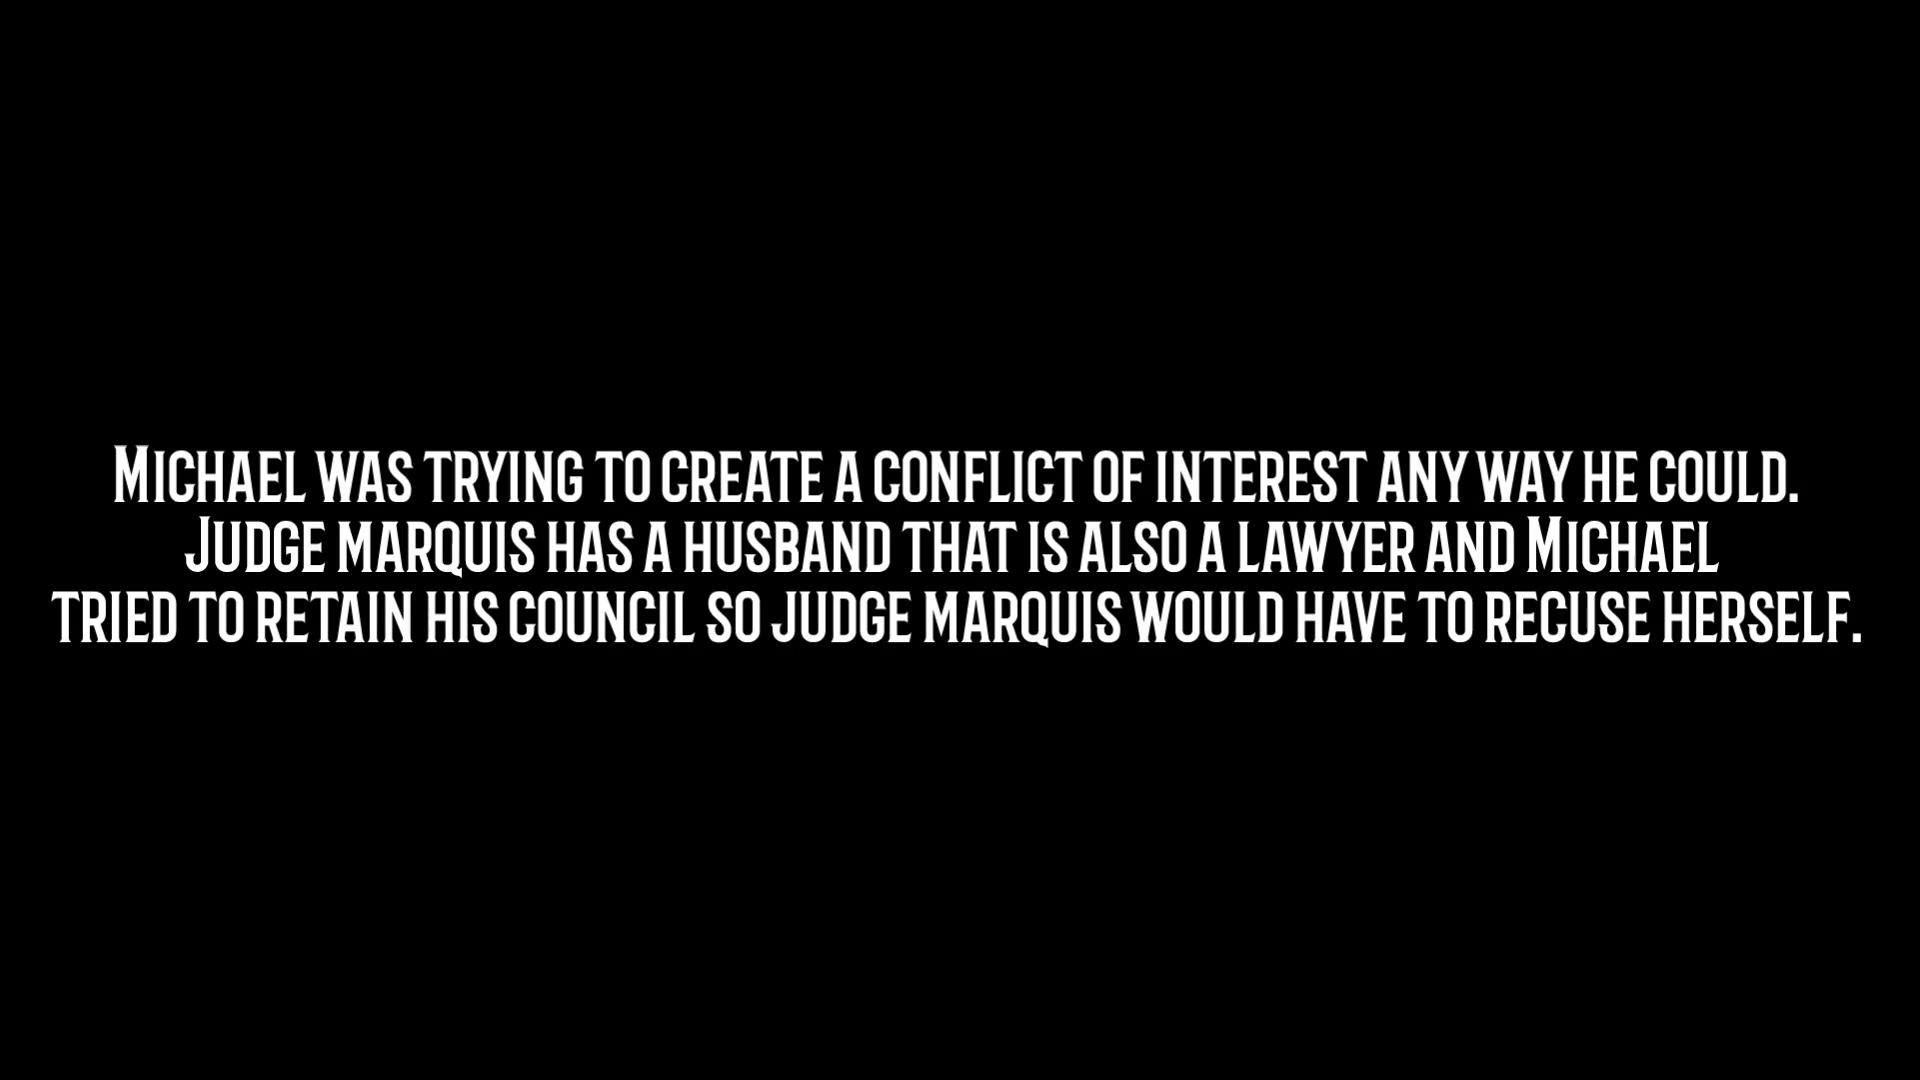 Michael was trying to create a conflict of interest any way he could.
Judge marquis has a husband that is also a lawyer and Michael
tried to retain his council so judge marquis would have to recuse herself.